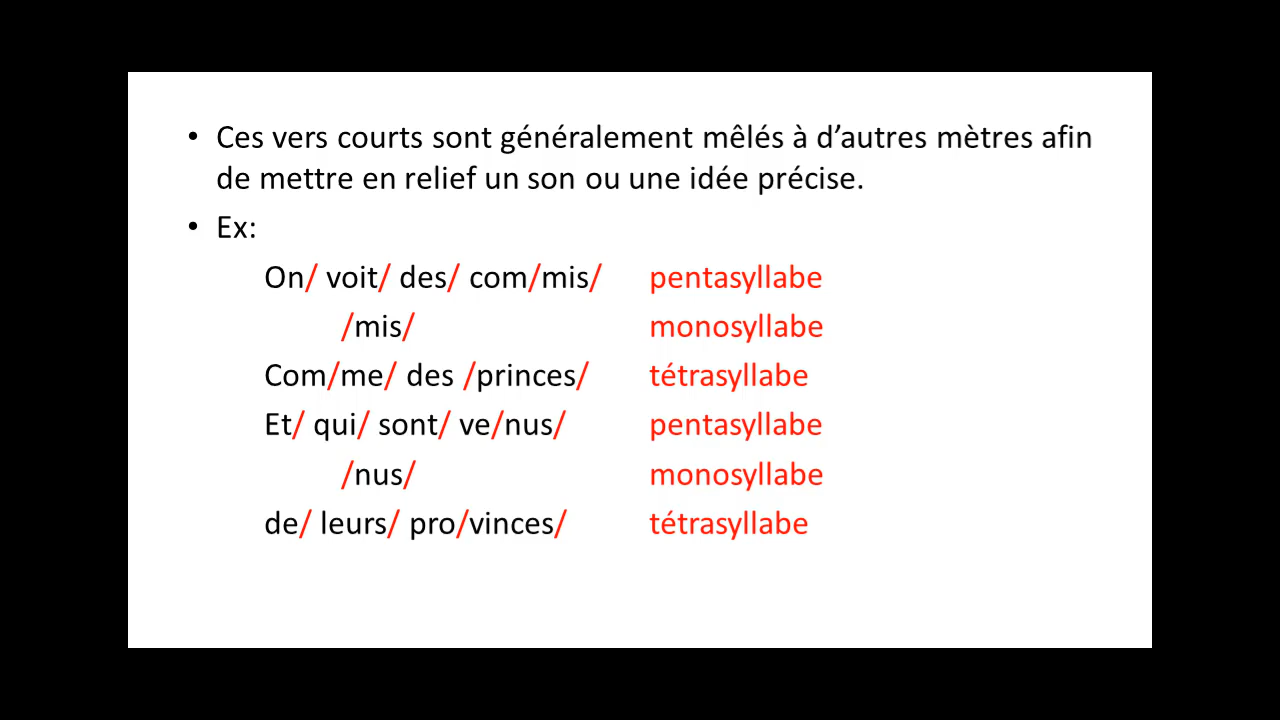 • Ces vers courts sont généralement mêlés à d’autres mètres afin
de mettre en relief un son ou une idée précise.
• Ex:
On/ voit/ des/ com/mis/ pentasyllabe
/mis/ monosyllabe
Com/me/ des /princes/ tétrasyllabe
Et/ qui/ sont/ ve/nus/ pentasyllabe
/nus/ monosyllabe
de/ leurs/ pro/vinces/ tétrasyllabe